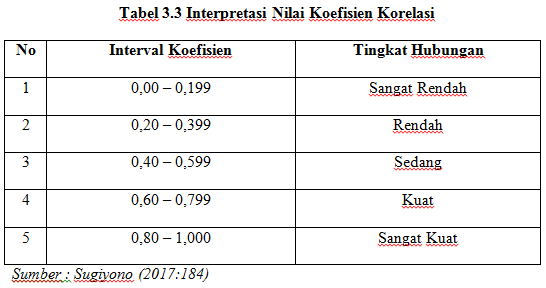 Tabel 3.3 Interpretasi Nilai Koefisien Korelasi
No Interval Koefisien Tingkat Hubungan
1 0,00 – 0,199 Sangat Rendah
2 0,20 – 0,399 Rendah
3 0,40 – 0,599 Sedang
4 0,60 – 0,799 Kuat
5 0,80 – 1,000 Sangat Kuat
Sumber : Sugiyono (2017:184)